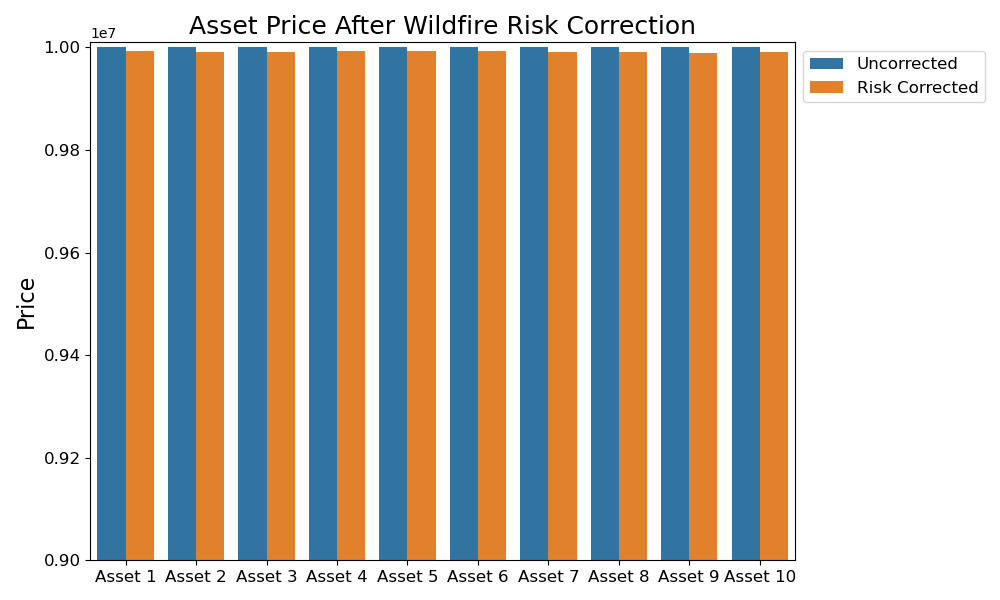 Asset Price After Wildfire Risk Correction
1e7
1.00
0.98
0.96
0.94
0.92
0.90
Price
Asset 1 Asset 2 Asset 3 Asset 4 Asset 5 Asset 6 Asset 7 Asset 8 Asset 9 Asset 10
Uncorrected
Risk Corrected